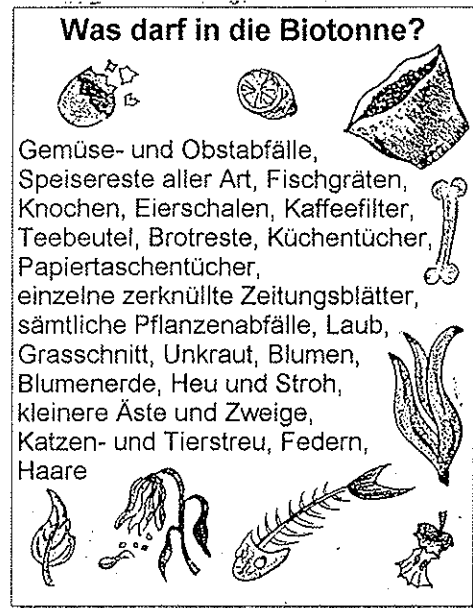 Was darf in die Biotonne?
Gemüse- und Obstabfälle,
Speisereste aller Art, Fischgräten,
Knochen, Eierschalen, Kaffeefilter,
Teebeutel, Brotreste, Küchentücher,
Papiertaschentücher,
einzelne zerknüllte Zeitungsblätter,
sämtliche Pflanzenabfälle, Laub,
Grasschnitt, Unkraut, Blumen,
Blumenerde, Heu und Stroh,
kleinere Äste und Zweige,
Katzen- und Tierstreu, Federn,
Haare